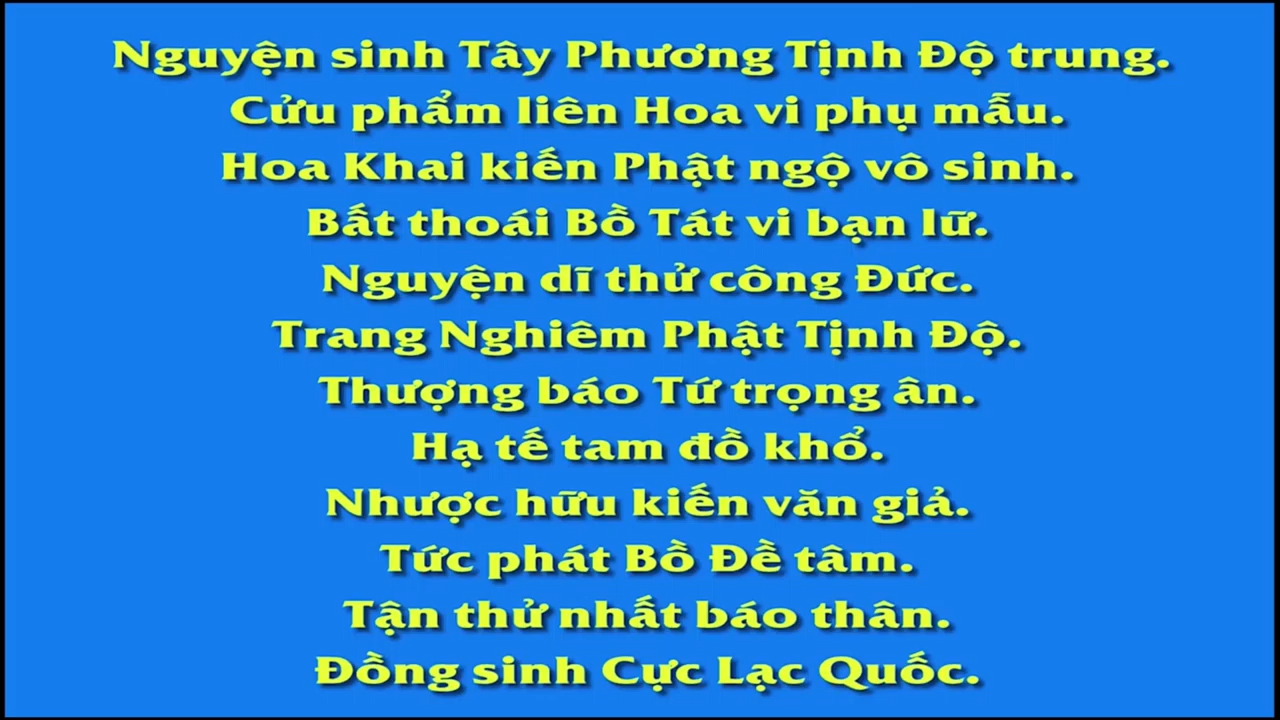 Nguyện sinh Tây Phương Tịnh Độ trung.
Cửu phẩm liên Hoa vi phụ mẫu.
Hoa Khai kiến Phật ngộ vô sinh.
Bất thoái Bồ Tát vi bạn lữ.
Nguyện dĩ thử công Đức.
Trang Nghiêm Phật Tịnh Độ.
Thượng báo Tứ trọng ân.
Hạ tế tam đồ khổ.
Nhược hữu kiến văn giả.
Tức phát Bồ Đề tâm.
Tận thử nhất báo thân.
Đồng sinh Cực Lạc Quốc.